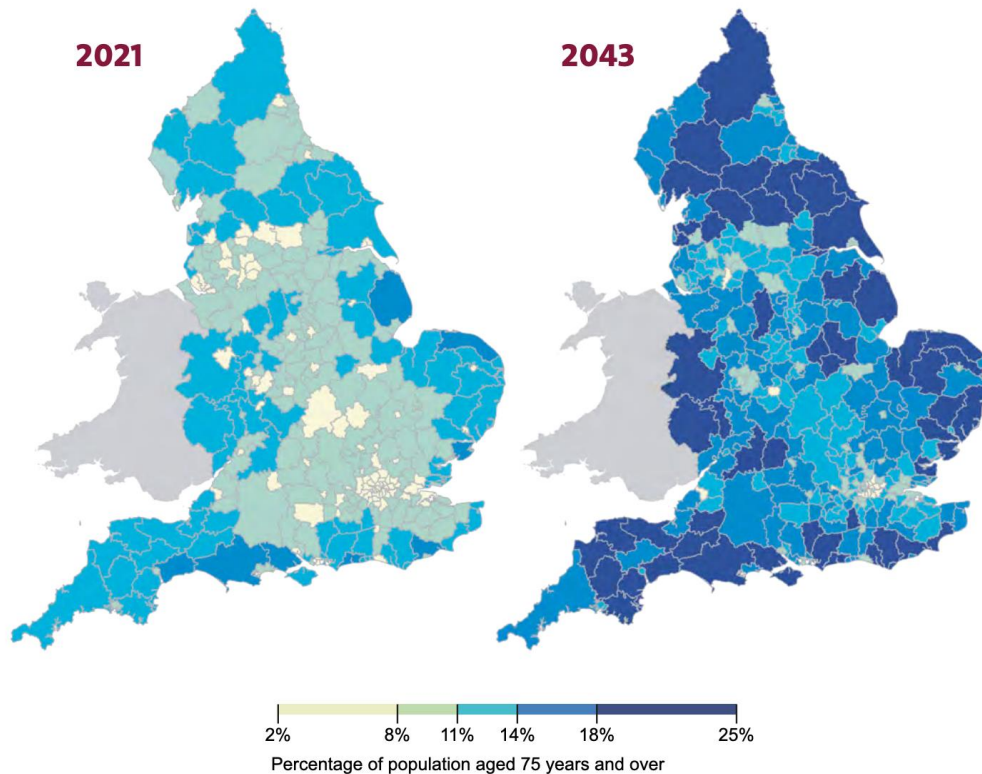 2021 2043
2% 8% 11% 14% 18% 25%
Percentage of population aged 75 years and over